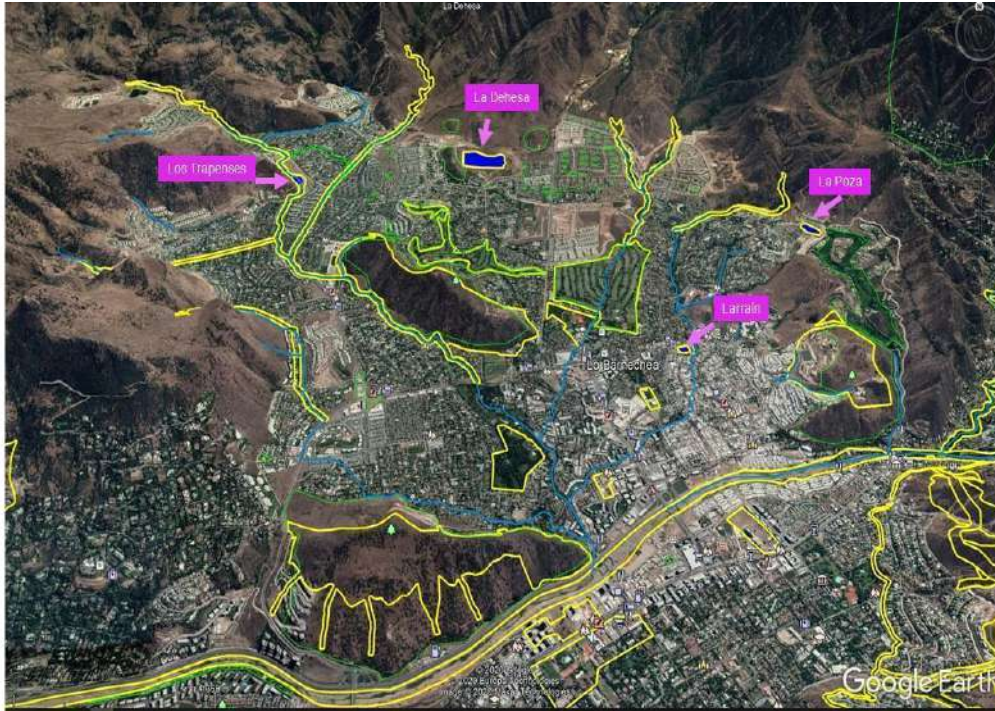 La Dehesa
La Dehesa
Los Trapenses
La Poza
Larraín
Lo Barnechea
Google Earth